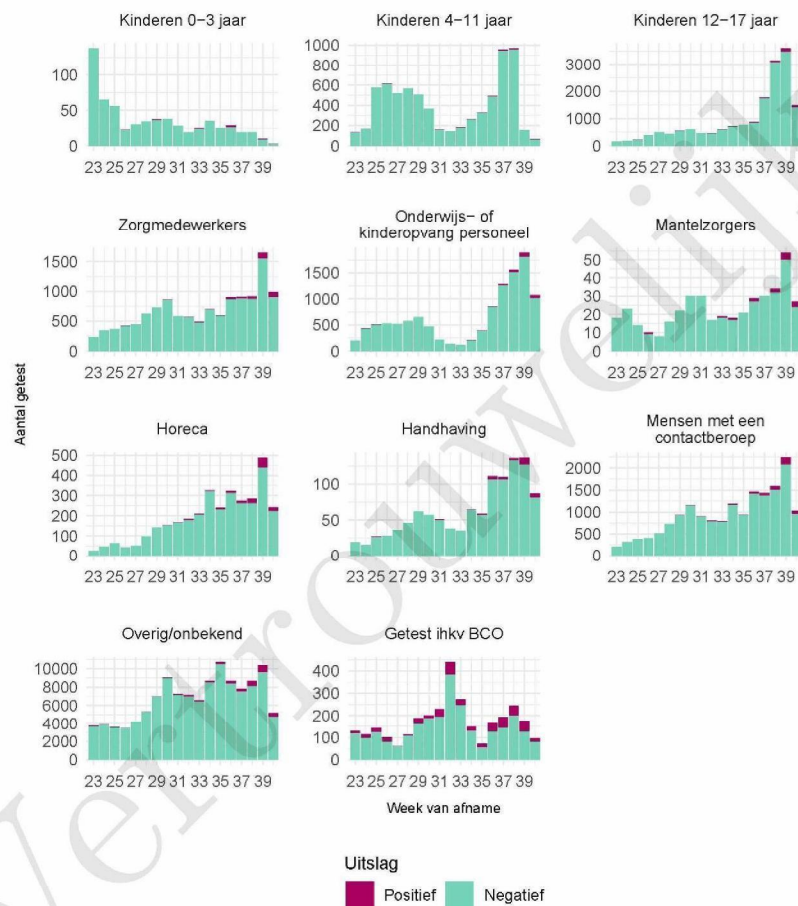 Kinderen 0−3 jaar
100
50
0
23 25 27 29 31 33 35 37 39
Kinderen 4−11 jaar
1000
800
600
400
200
0
23 25 27 29 31 33 35 37 39
Kinderen 12−17 jaar
3000
2000
1000
0
23 25 27 29 31 33 35 37 39
Zorgmedewerkers
1500
1000
500
0
23 25 27 29 31 33 35 37 39
Onderwijs− of
kinderopvang personeel
1500
1000
500
0
23 25 27 29 31 33 35 37 39
Mantelzorgers
50
40
30
20
10
0
23 25 27 29 31 33 35 37 39
Aantal getest
Horeca
500
400
300
200
100
0
23 25 27 29 31 33 35 37 39
Handhaving
100
50
0
23 25 27 29 31 33 35 37 39
Mensen met een
contactberoep
2000
1500
1000
500
0
23 25 27 29 31 33 35 37 39
Overig/onbekend
10000
8000
6000
4000
2000
0
23 25 27 29 31 33 35 37 39
Getest ihkv BCO
400
300
200
100
0
23 25 27 29 31 33 35 37 39
Week van afname
Uitslag
Positief Negatief
Vertrouwelijk